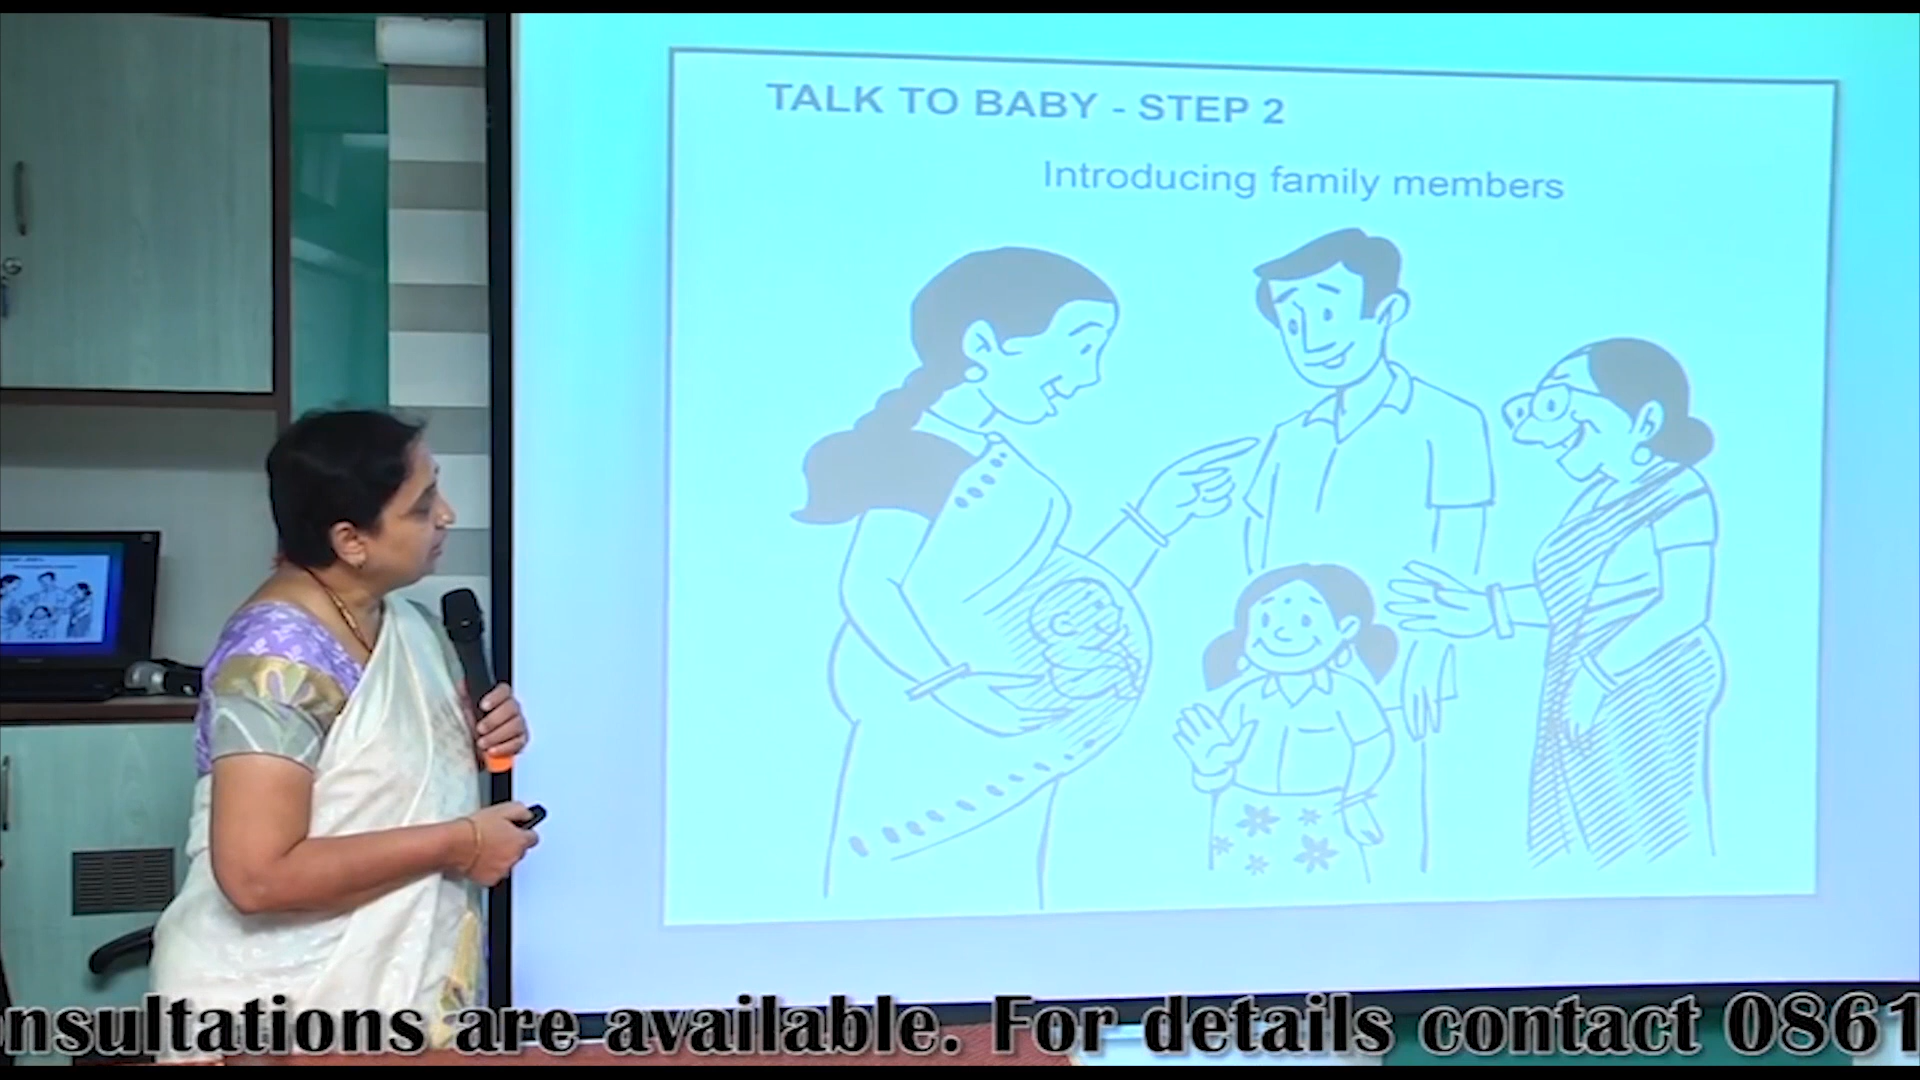 TALK TO BABY - STEP 2
Introducing family members
nsultations are available. For details contact 0861